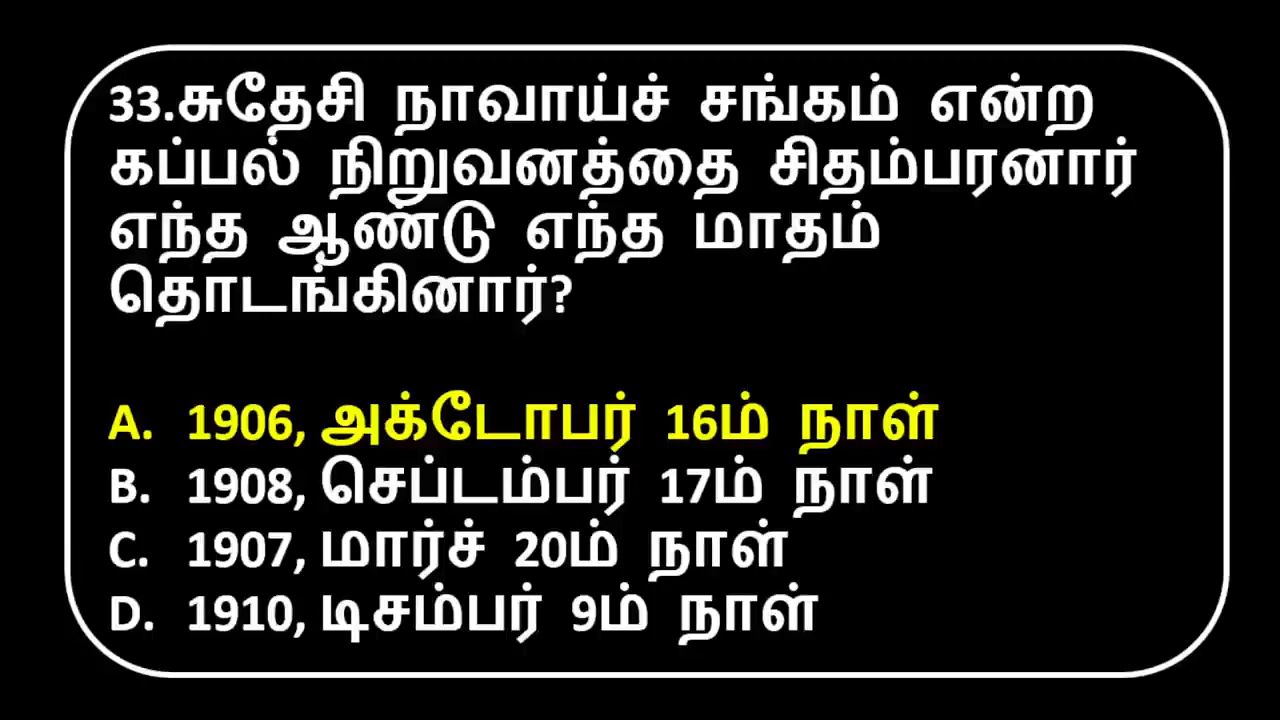 33.சுதேசி நாவாய்ச் சங்கம் என்ற
கப்பல் நிறுவனத்தை சிதம்பரனார்
எந்த ஆண்டு எந்த மாதம்
தொடங்கினார்?
A. 1906, அக்டோபர் 16ம் நாள்
B. 1908, செப்டம்பர் 17ம் நாள்
C. 1907, மார்ச் 20ம் நாள்
D. 1910, டிசம்பர் 9ம் நாள்